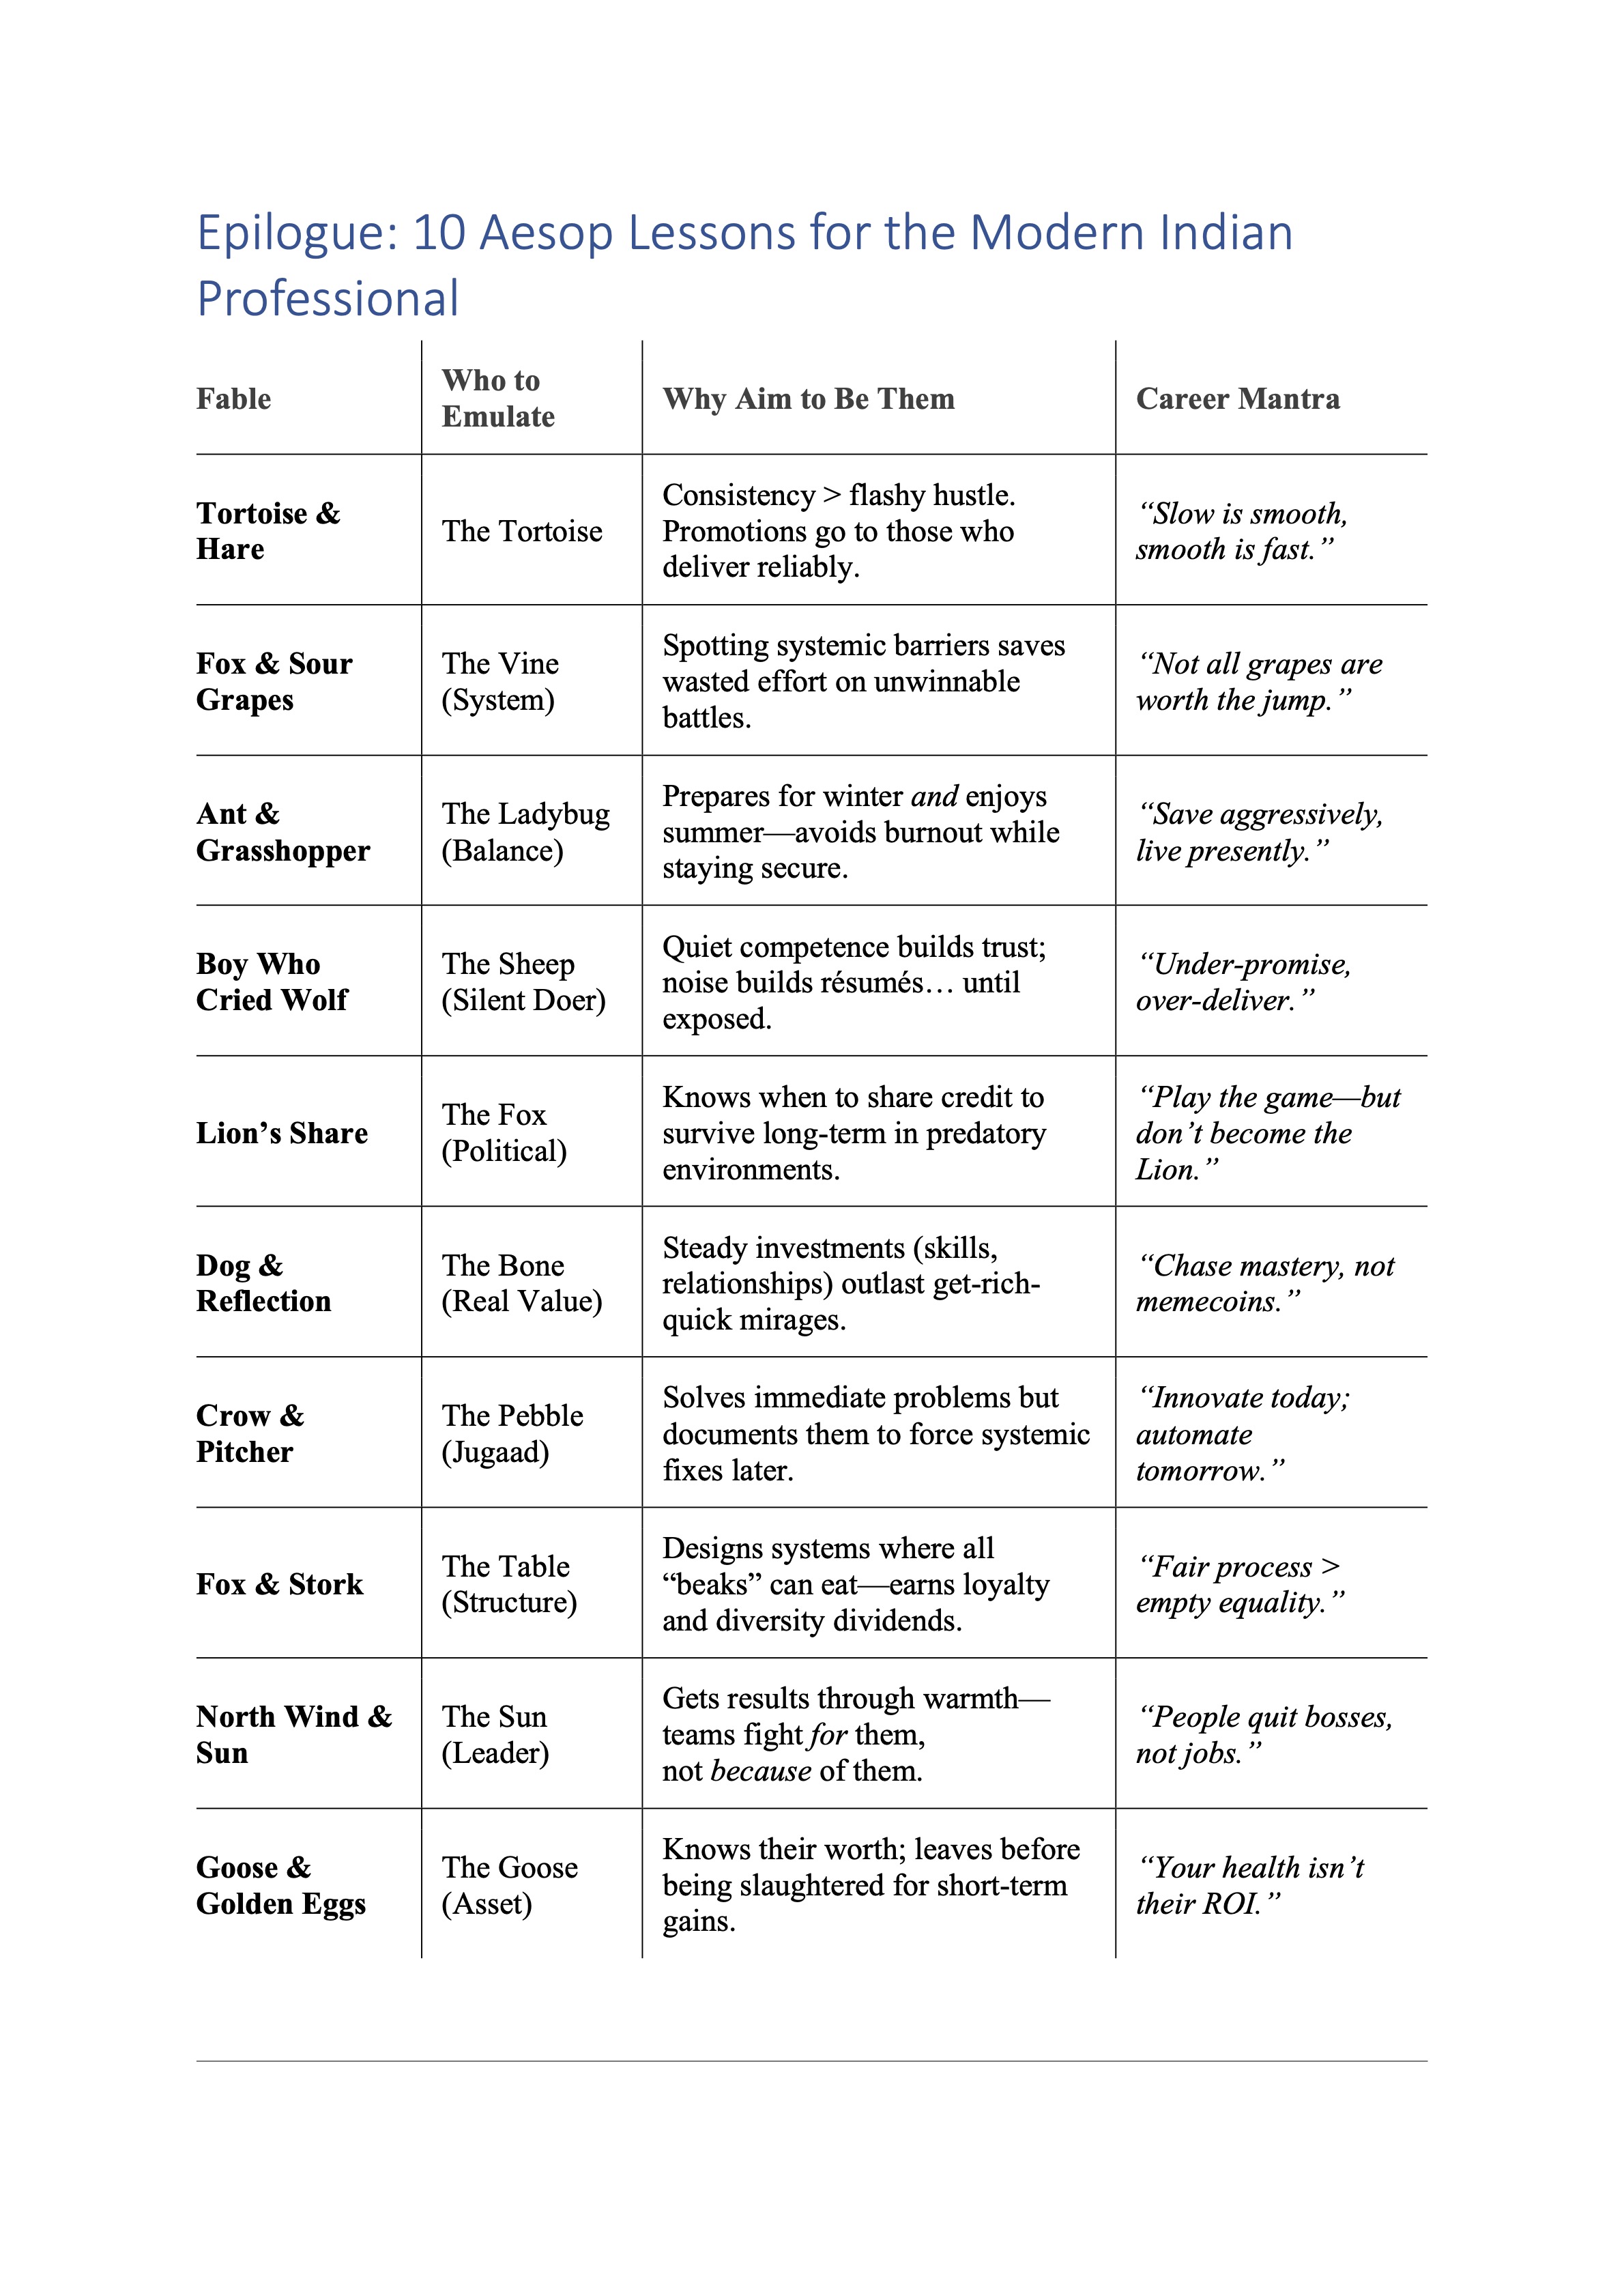 Epilogue: 10 Aesop Lessons for the Modern Indian
Professional
Fable
Who to
Emulate
Why Aim to Be Them
Career Mantra
Tortoise &
Hare
The Tortoise
Consistency > flashy hustle.
Promotions go to those who
deliver reliably.
“Slow is smooth,
smooth is fast.”
Fox & Sour
Grapes
The Vine
(System)
Spotting systemic barriers saves
wasted effort on unwinnable
battles.
“Not all grapes are
worth the jump.”
Ant &
Grasshopper
The Ladybug
(Balance)
Prepares for winter and enjoys
summer—avoids burnout while
staying secure.
“Save aggressively,
live presently.”
Boy Who
Cried Wolf
The Sheep
(Silent Doer)
Quiet competence builds trust;
noise builds résumés… until
exposed.
“Under-promise,
over-deliver.”
Lion’s Share
The Fox
(Political)
Knows when to share credit to
survive long-term in predatory
environments.
“Play the game—but
don’t become the
Lion.”
Dog &
Reflection
The Bone
(Real Value)
Steady investments (skills,
relationships) outlast get-rich-
quick mirages.
“Chase mastery, not
memecoins.”
Crow &
Pitcher
The Pebble
(Jugaad)
Solves immediate problems but
documents them to force systemic
fixes later.
“Innovate today;
automate
tomorrow.”
Fox & Stork
The Table
(Structure)
Designs systems where all
“beaks” can eat—earns loyalty
and diversity dividends.
“Fair process >
empty equality.”
North Wind &
Sun
The Sun
(Leader)
Gets results through warmth—
teams fight for them,
not because of them.
“People quit bosses,
not jobs.”
Goose &
Golden Eggs
The Goose
(Asset)
Knows their worth; leaves before
being slaughtered for short-term
gains.
“Your health isn’t
their ROI.”